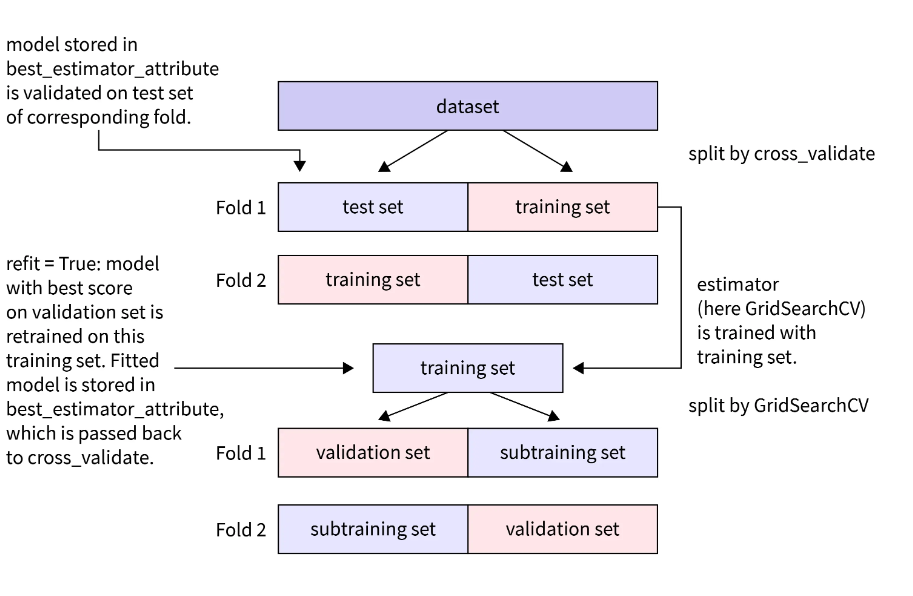 model stored in
best_estimator_attribute
is validated on test set
of corresponding fold.
dataset
split by cross_validate
Fold 1
test set
training set
Fold 2
training set
test set
refit = True: model
with best score
on validation set is
retrained on this
training set. Fitted
model is stored in
best_estimator_attribute,
which is passed back
to cross_validate.
estimator
(here GridSearchCV)
is trained with
training set.
training set
split by GridSearchCV
Fold 1
validation set
subtraining set
Fold 2
subtraining set
validation set